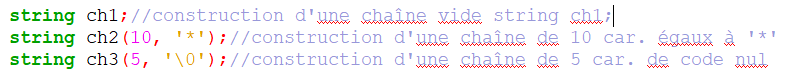 string ch1;//construction d'une chaîne vide string ch1;
string ch2(10, '*');//construction d'une chaîne de 10 car. égaux à '*'
string ch3(5, '\0');//construction d'une chaîne de 5 car. de code nul